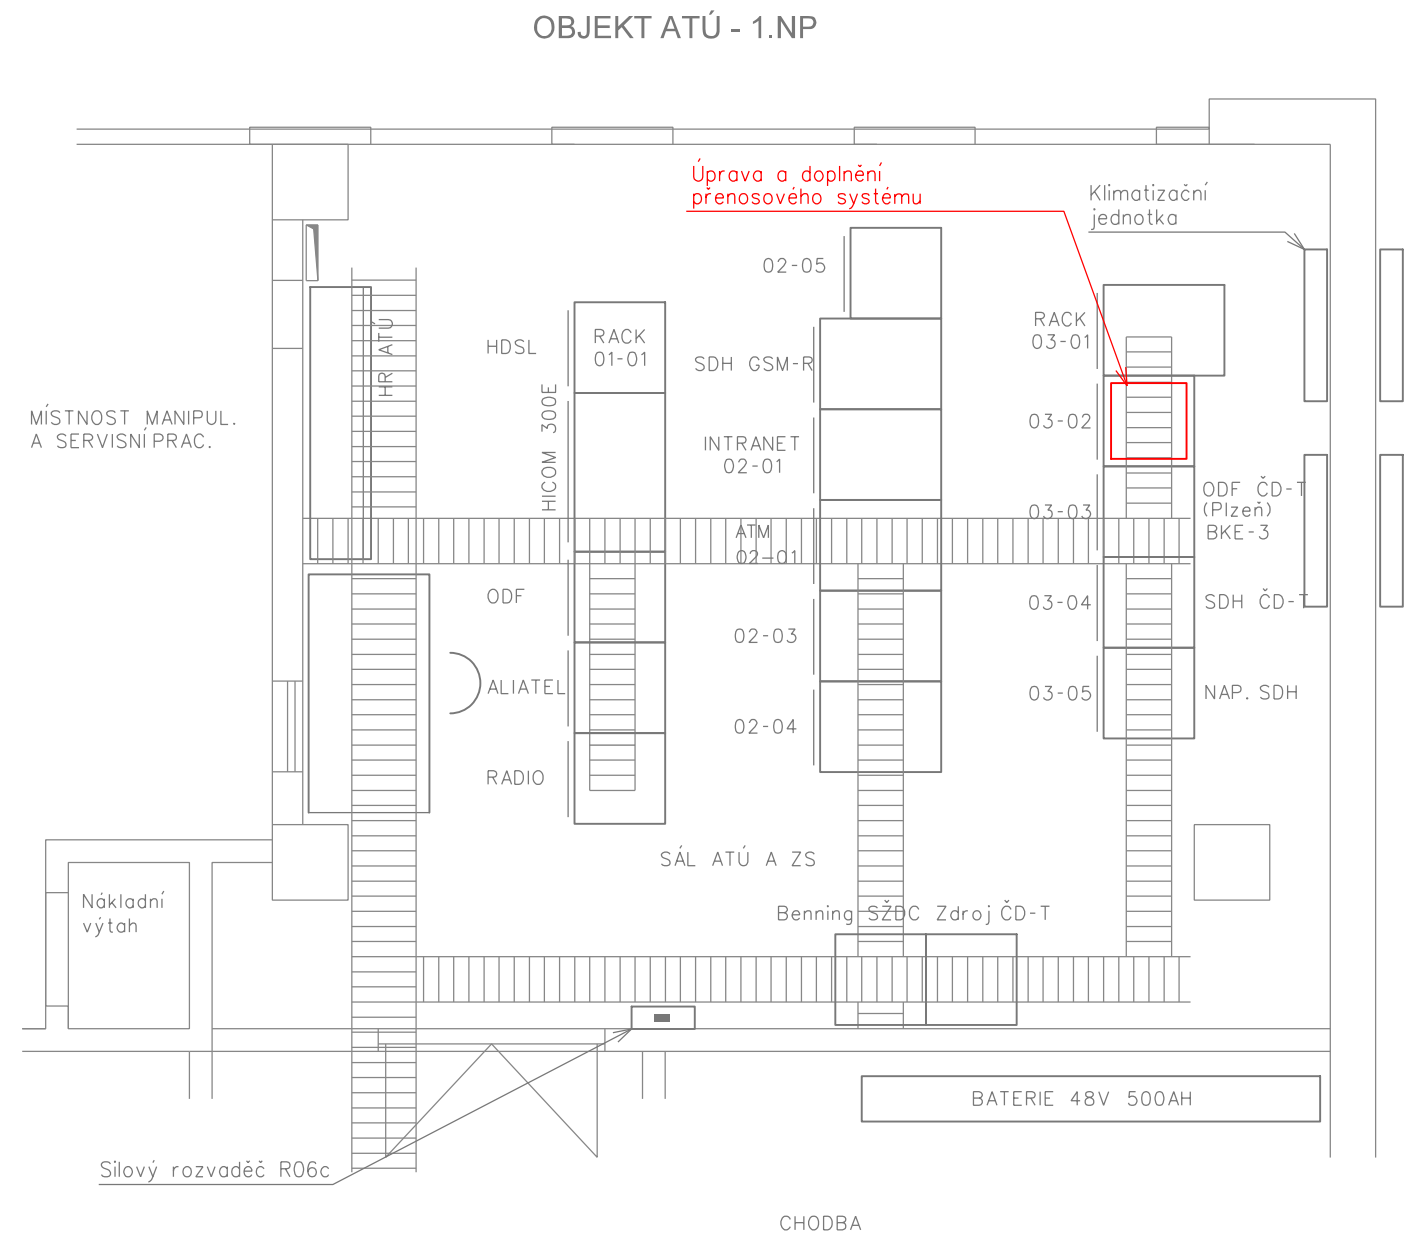 OBJEKT ATÚ - 1.NP
Úprava a doplnění
přenosového systému
Klimatizační
jednotka
02-05
HR ATÚ
HDSL
RACK
01-01
SDH GSM-R
RACK
03-01
MÍSTNOST MANIPUL.
A SERVISNÍ PRAC.
HICOM 300E
INTRANET
02-01
03-02
ATM
02-01
03-03
ODF ČD-T
(Plzeň)
BKE-3
ODF
02-03
03-04
SDH ČD-T
ALIATEL
02-04
03-05
NAP. SDH
RADIO
SÁL ATÚ A ZS
Nákladní
výtah
Benning SŽDC Zdroj ČD-T
BATERIE 48V 500AH
Silový rozvaděč R06c
CHODBA